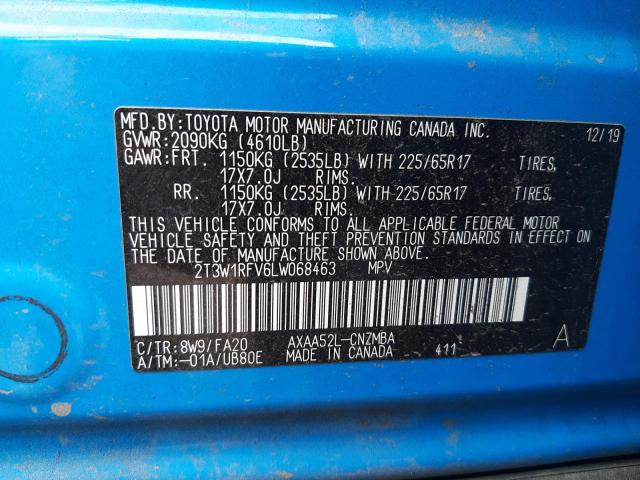 MFD.BY:TOYOTA MOTOR MANUFACTURING CANADA INC. 12/19
GVWR:2090KG (4610LB)
GAWR:FRT. 1150KG (2535LB) WITH 225/65R17 TIRES,
17X7.0J RIMS.
RR. 1150KG (2535LB) WITH 225/65R17 TIRES,
17X7.0J RIMS.
THIS VEHICLE CONFORMS TO ALL APPLICABLE FEDERAL MOTOR
VEHICLE SAFETY AND THEFT PREVENTION STANDARDS IN EFFECT ON
THE DATE OF MANUFACTURE SHOWN ABOVE.
2T3W1RFV6LW068463 MPV
C/TR:8W9/FA20 AXAA52L-CNZMBA A
A/TM:-01A/UB80E MADE IN CANADA 411